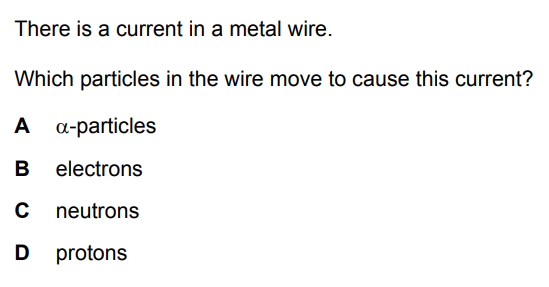 There is a current in a metal wire.
Which particles in the wire move to cause this current?
A α-particles
B electrons
C neutrons
D protons